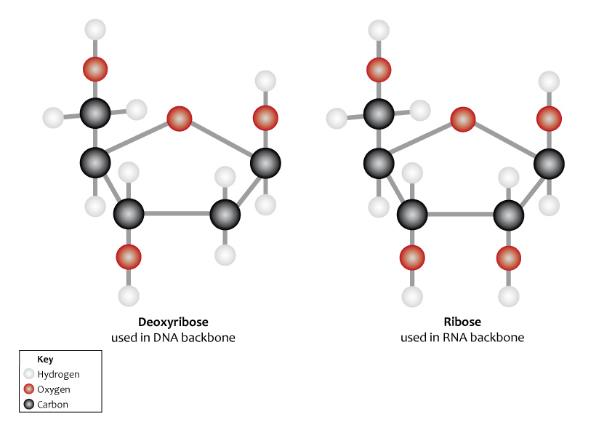 Deoxyribose
used in DNA backbone
Ribose
used in RNA backbone
Key
Hydrogen
Oxygen
Carbon